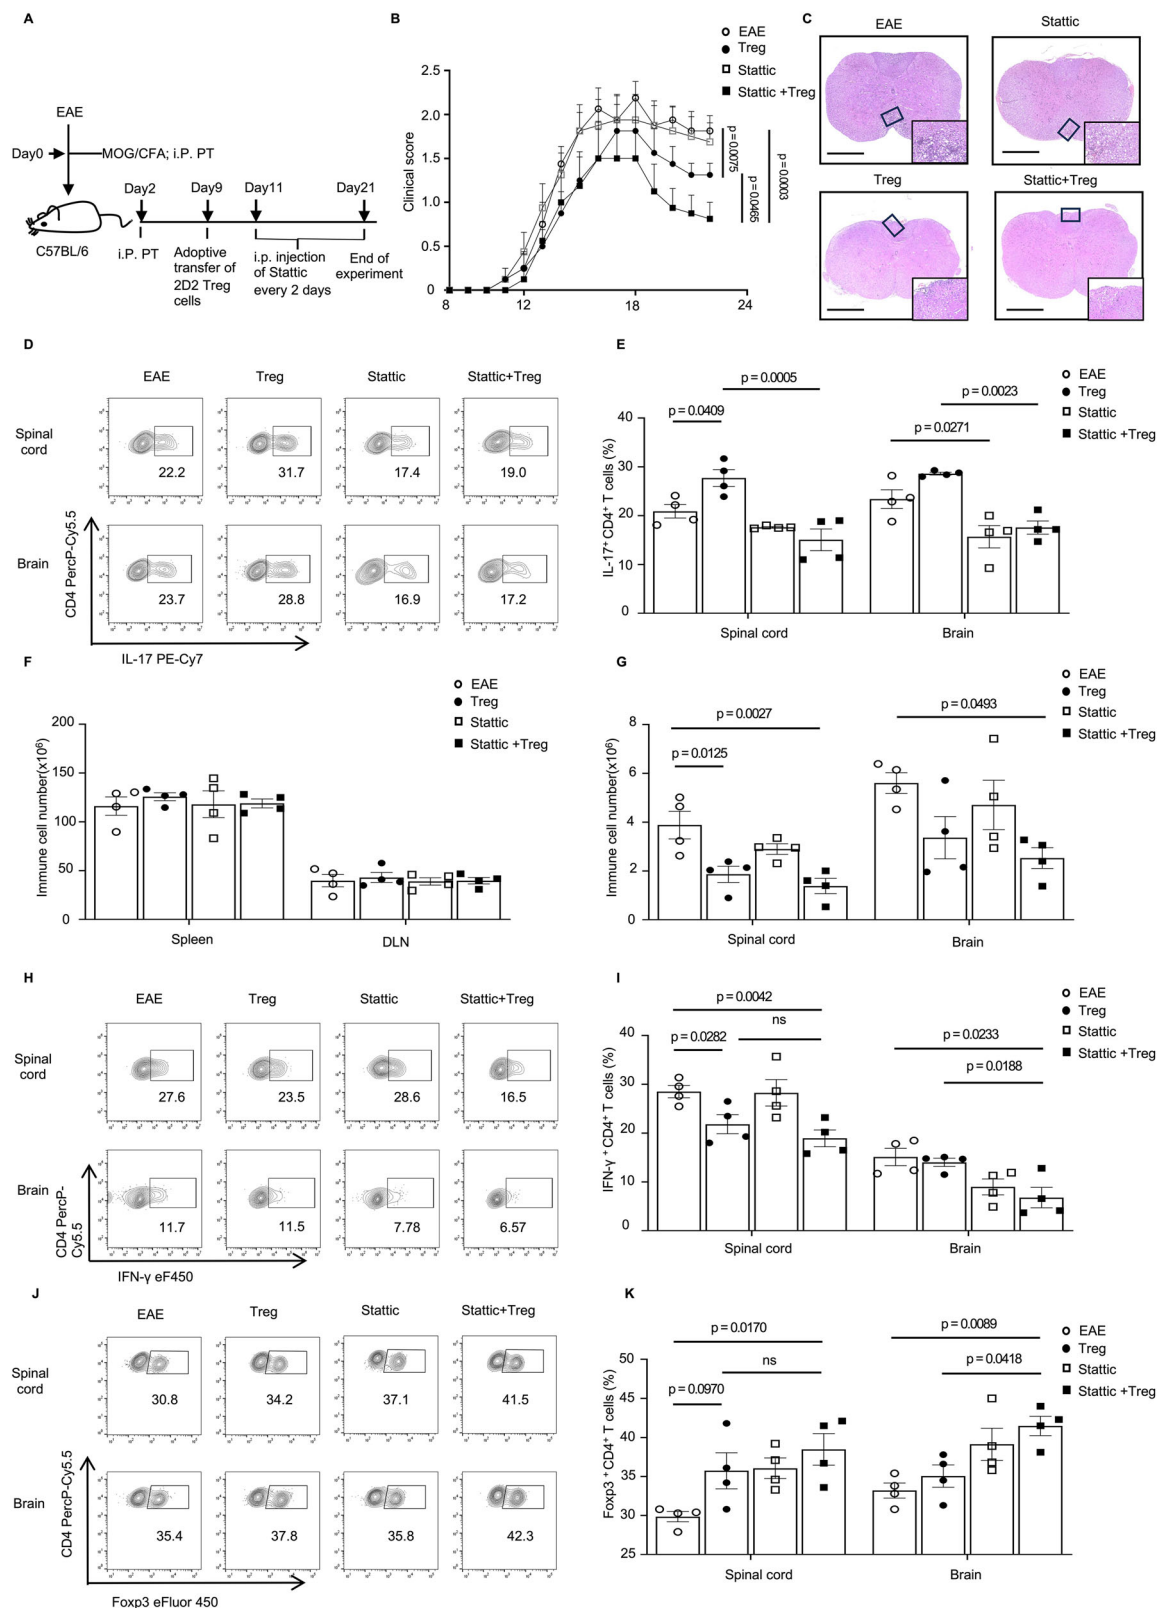 A
EAE
Day0
MOG/CFA; i.P. PT
Day2
Day9
Day11
Day21
C57BL/6
i.P. PT
Adoptive
transfer of
2D2 Treg
cells
i.p. injection
of Stattic
every 2 days
End of
experiment
B
EAE
Treg
Stattic
Stattic +Treg
Clinical score
2.5
2.0
1.5
1.0
0.5
0
8
12
18
24
p = 0.0075
p = 0.0465
p = 0.0003
C
EAE
Stattic
Treg
Stattic+Treg
D
EAE
Treg
Stattic
Stattic+Treg
Spinal
cord
22.2
31.7
17.4
19.0
Brain
23.7
28.8
16.9
17.2
CD4 PercP-Cy5.5
IL-17 PE-Cy7
E
EAE
Treg
Stattic
Stattic +Treg
p = 0.0005
p = 0.0409
p = 0.0023
p = 0.0271
IL-17⁺ CD4⁺ T cells (%)
40
30
20
10
0
Spinal cord
Brain
F
EAE
Treg
Stattic
Stattic +Treg
Immune cell number(x10⁶)
200
150
100
50
0
Spleen
DLN
G
EAE
Treg
Stattic
Stattic +Treg
p = 0.0027
p = 0.0125
p = 0.0493
Immune cell number(x10⁶)
8
6
4
2
0
Spinal cord
Brain
H
EAE
Treg
Stattic
Stattic+Treg
Spinal
cord
27.6
23.5
28.6
16.5
Brain
11.7
11.5
7.78
6.57
CD4 PercP-
Cy5.5
IFN-γ eF450
I
EAE
Treg
Stattic
Stattic +Treg
p = 0.0042
ns
p = 0.0282
p = 0.0233
p = 0.0188
IFN-γ ⁺ CD4⁺ T cells (%)
40
30
20
10
0
Spinal cord
Brain
J
EAE
Treg
Stattic
Stattic+Treg
Spinal
cord
30.8
34.2
37.1
41.5
Brain
35.4
37.8
35.8
42.3
CD4 PercP-Cy5.5
Foxp3 eFluor 450
K
EAE
Treg
Stattic
Stattic +Treg
p = 0.0170
ns
p = 0.0970
p = 0.0089
p = 0.0418
Foxp3 ⁺ CD4⁺ T cells (%)
50
45
40
35
30
25
Spinal cord
Brain